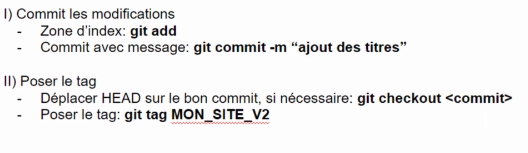 I) Commit les modifications
- Zone d'index: git add
- Commit avec message: git commit -m “ajout des titres”
II) Poser le tag
- Déplacer HEAD sur le bon commit, si nécessaire: git checkout <commit>
- Poser le tag: git tag MON_SITE_V2